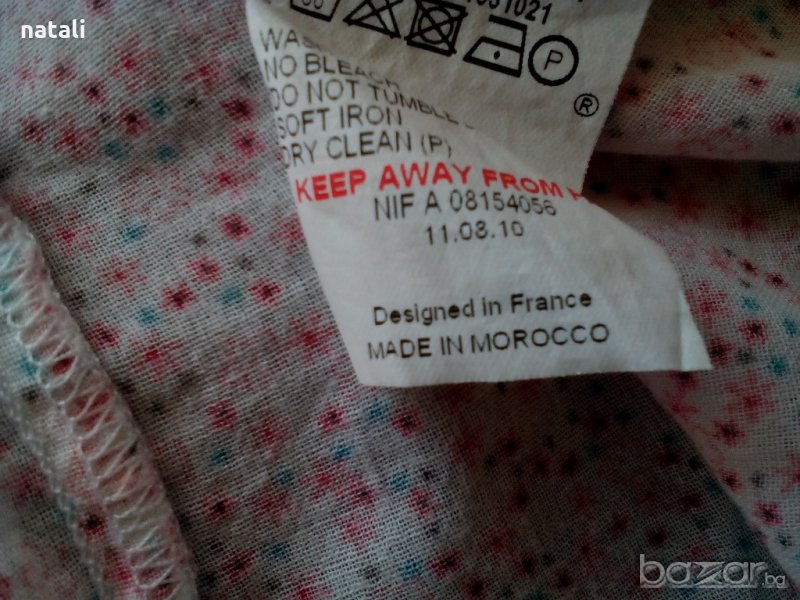 natali
P
®
NO BLEACH
DO NOT TUMBLE
SOFT IRON
DRY CLEAN (P)
KEEP AWAY FROM
NIF A 08154056
11.08.10
Designed in France
MADE IN MOROCCO
bazar.bg